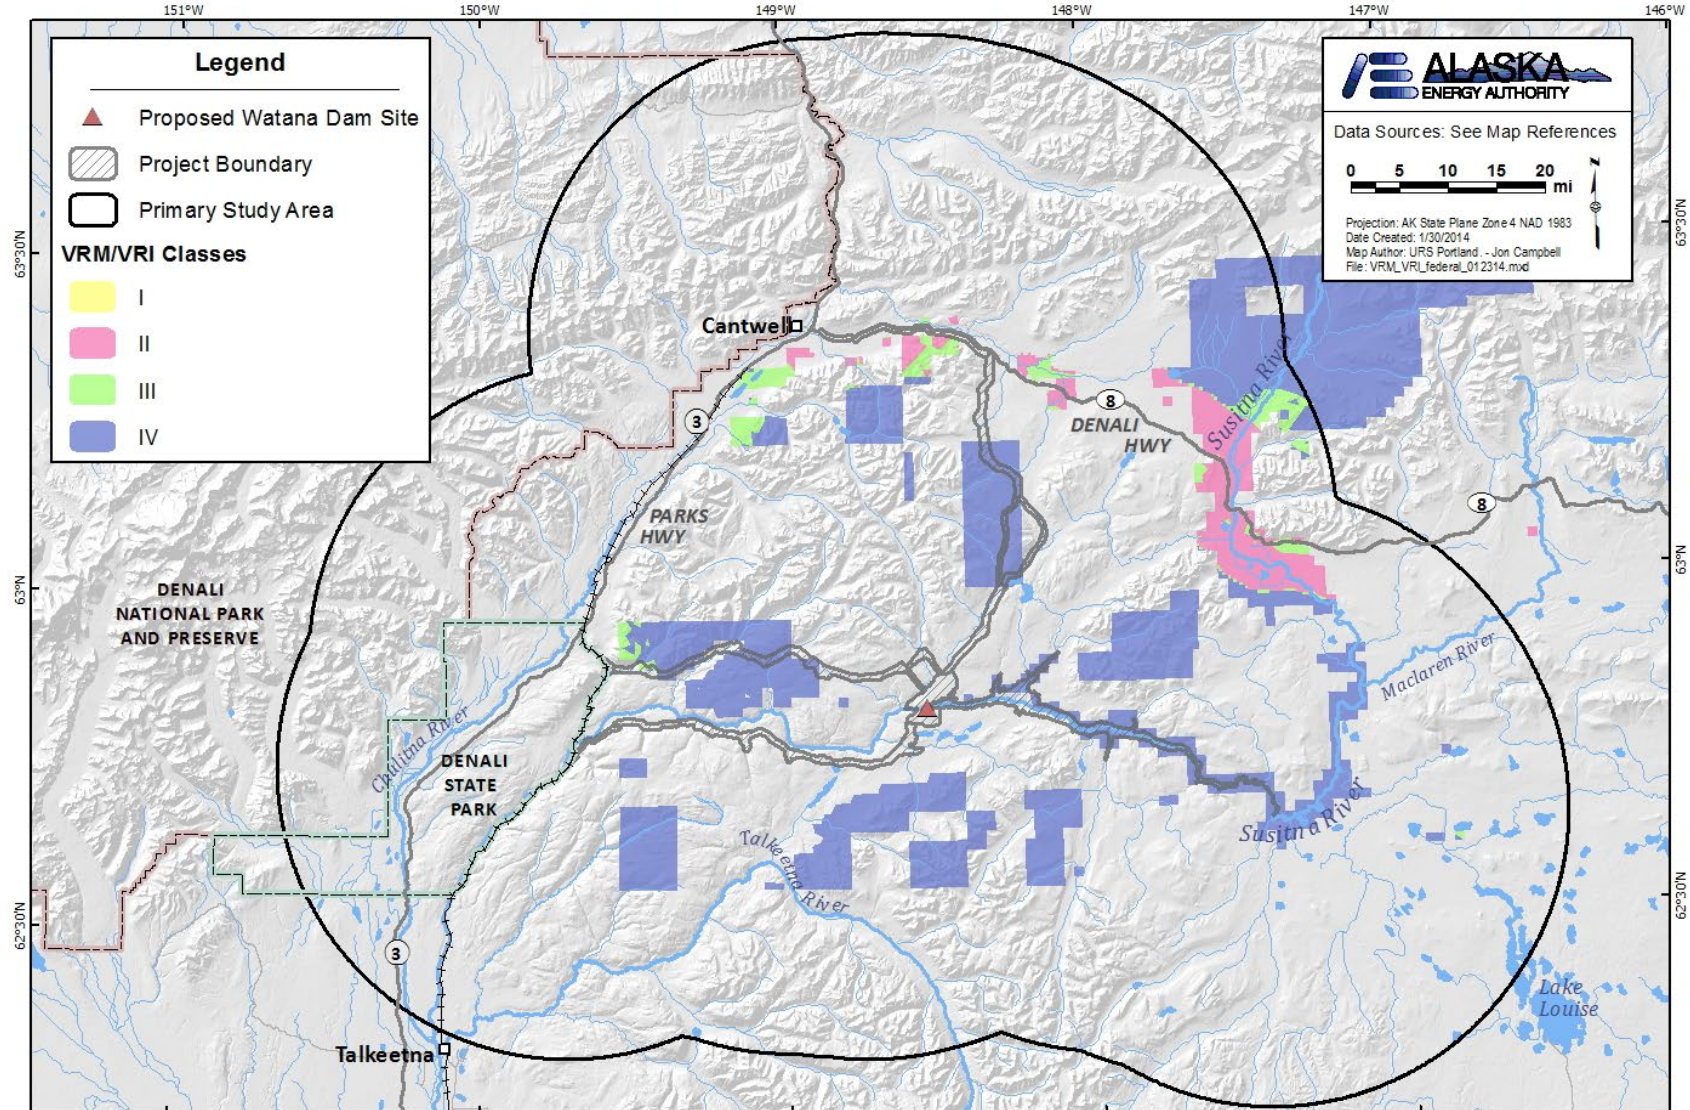 151°W 150°W 149°W 148°W 147°W 146°W
Legend
Proposed Watana Dam Site
Project Boundary
Primary Study Area
VRM/VRI Classes
I
II
III
IV
ALASKA
ENERGY AUTHORITY
Data Sources: See Map References
0 5 10 15 20 mi
N
Projection: AK State Plane Zone 4 NAD 1983
Date Created: 1/30/2014
Map Author: URS Portland. - Jon Campbell
File: VRM_VRI_federal_012314.mxd
63°30'N
63°30'N
Cantwell
3
8
DENALI
HWY
Susitna River
8
PARKS
HWY
63°N
63°N
DENALI
NATIONAL PARK
AND PRESERVE
Maclaren River
Chulitna River
DENALI
STATE
PARK
Talkeetna River
Susitna River
62°30'N
62°30'N
3
Lake
Louise
Talkeetna